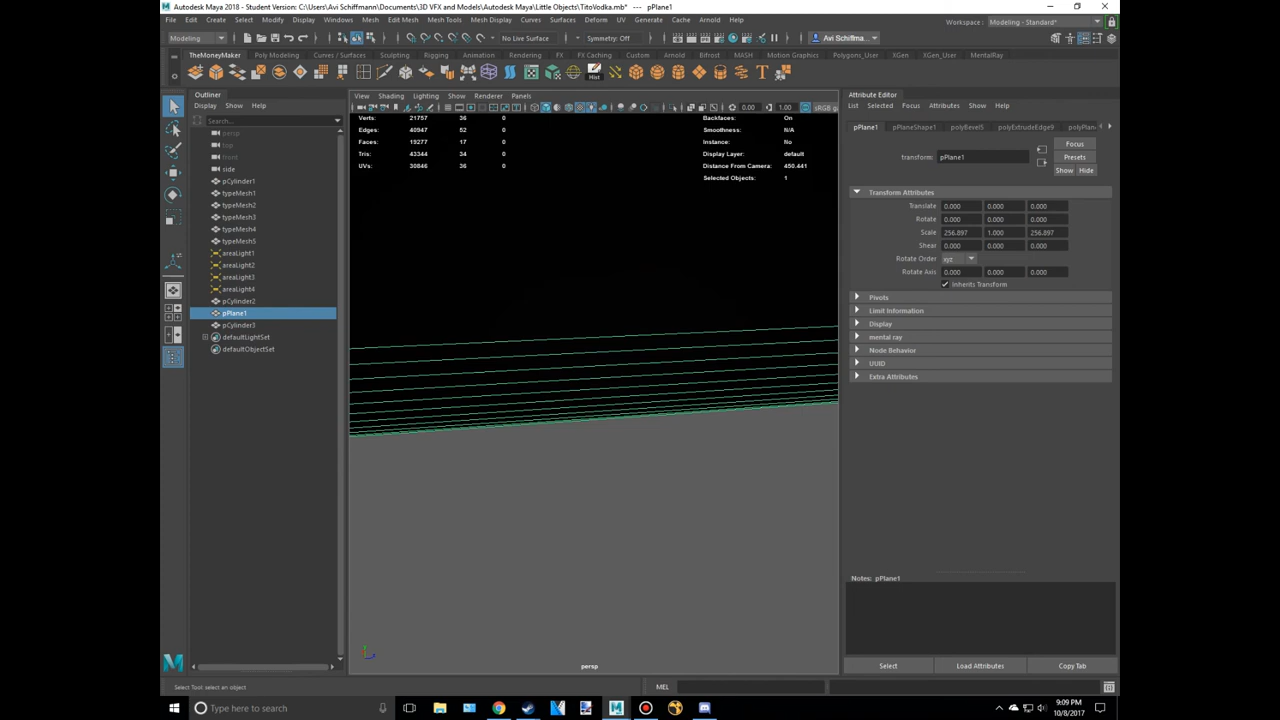 Autodesk Maya 2018 - Student Version: C:\Users\Avi Schiffmann\Documents\3D VFX and Models\Autodesk Maya\Little Objects\TitoVodka.mb* --- pPlane1
File Edit Create Select Modify Display Windows Mesh Edit Mesh Mesh Tools Mesh Display Curves Surfaces Deform UV Generate Cache Arnold Help
Workspace : Modeling - Standard*
Modeling No Live Surface Symmetry: Off Avi Schiffma...
TheMoneyMaker Poly Modeling Curves / Surfaces Rigging Animation Rendering FX FX Caching Custom Arnold Bifrost MASH Motion Graphics Polygons_User XGen XGen_User MentalRay
Hist
Outliner
Display Show Help
Search...
persp
top
front
side
pCylinder1
typeMesh1
typeMesh2
typeMesh3
typeMesh4
typeMesh5
areaLight1
areaLight2
areaLight3
areaLight4
pCylinder2
pPlane1
pCylinder3
defaultLightSet
defaultObjectSet
View Shading Lighting Show Renderer Panels
0.00 1.00
Verts: 21757 36 0
Edges: 40947 52 0
Faces: 19277 17 0
Tris: 43344 34 0
UVs: 30846 36 0
Backfaces: On
Smoothness: N/A
Instance: No
Display Layer: default
Distance From Camera: 450.441
Selected Objects: 1
persp
Attribute Editor
List Selected Focus Attributes Show Help
pPlane1 pPlaneShape1 polyBevel5 polyExtrudeEdge9 polyPlan
transform: pPlane1
Focus
Presets
Show Hide
Transform Attributes
Translate 0.000 0.000 0.000
Rotate 0.000 0.000 0.000
Scale 256.897 1.000 256.897
Shear 0.000 0.000 0.000
Rotate Order xyz
Rotate Axis 0.000 0.000 0.000
Inherits Transform
Pivots
Limit Information
Display
mental ray
Node Behavior
UUID
Extra Attributes
Notes: pPlane1
Select Load Attributes Copy Tab
Select Tool: select an object
MEL
Type here to search
9:09 PM
10/8/2017